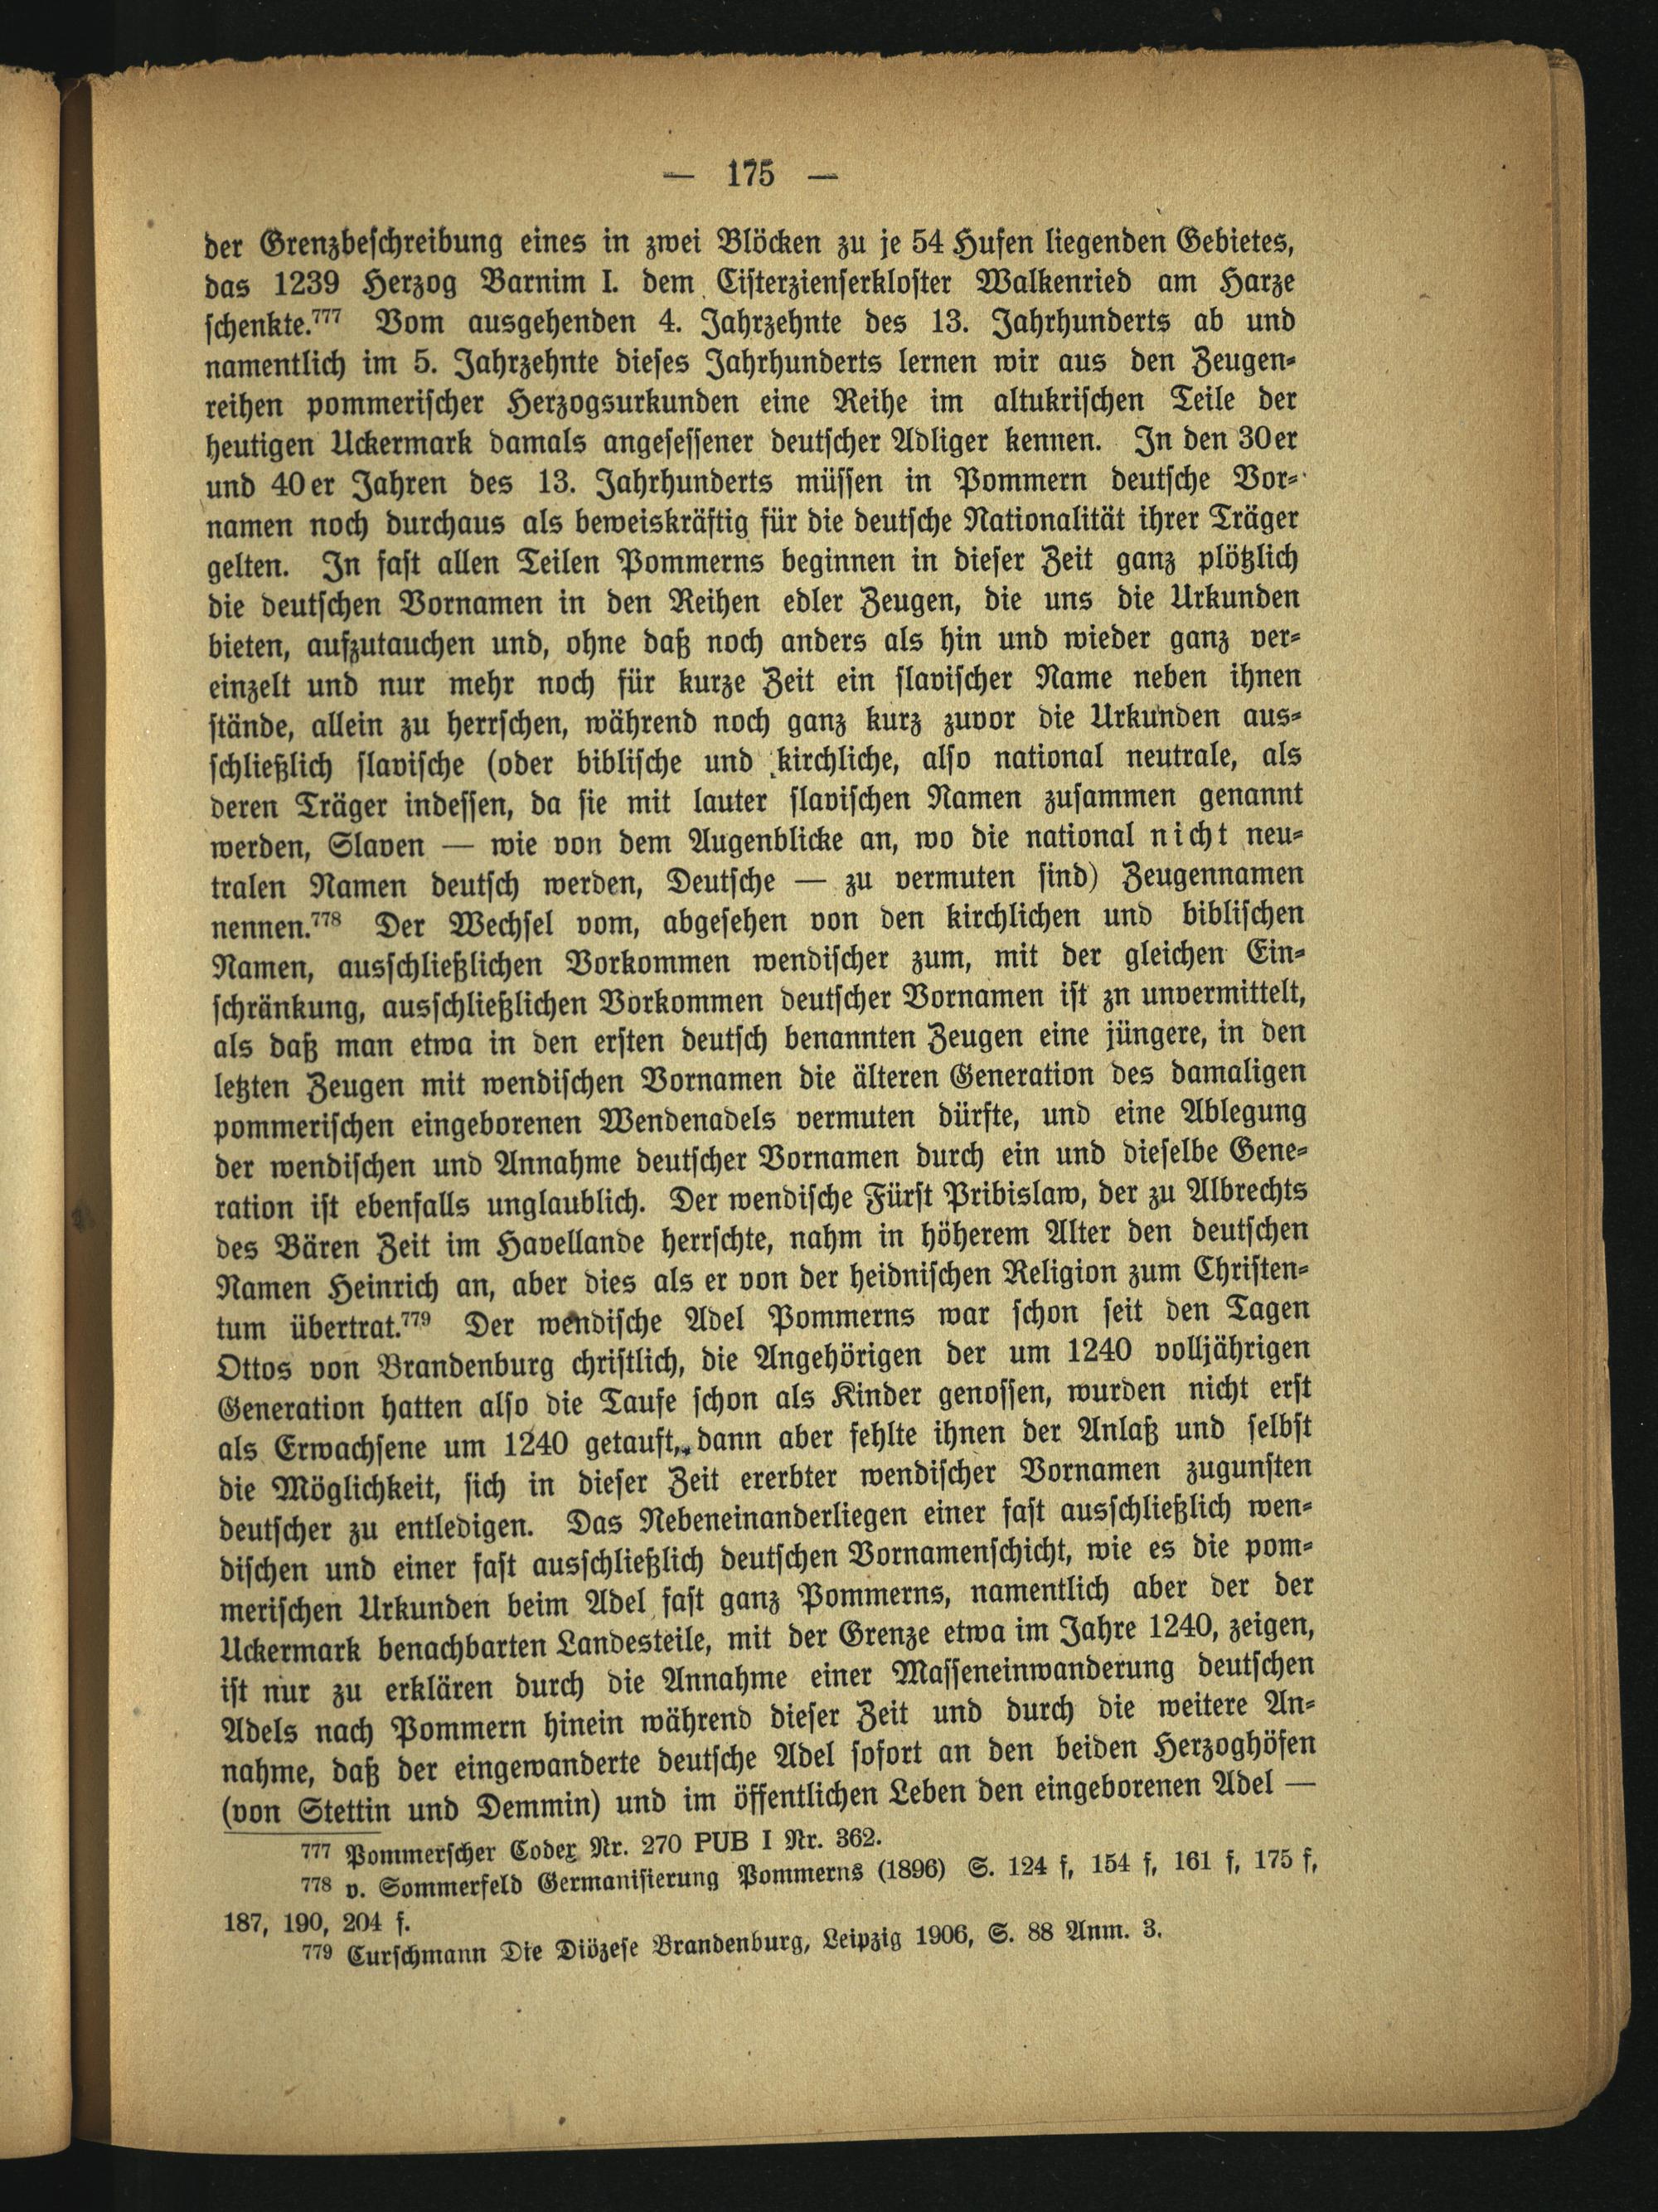 — 175 —
der Grenzbeschreibung eines in zwei Blöcken zu je 54 Hufen liegenden Gebietes,
das 1239 Herzog Barnim I. dem Cisterzienserkloster Walkenried am Harze
schenkte.⁷⁷⁷ Vom ausgehenden 4. Jahrzehnte des 13. Jahrhunderts ab und
namentlich im 5. Jahrzehnte dieses Jahrhunderts lernen wir aus den Zeugen-
reihen pommerischer Herzogsurkunden eine Reihe im altukrischen Teile der
heutigen Uckermark damals angesessener deutscher Adliger kennen. In den 30er
und 40er Jahren des 13. Jahrhunderts müssen in Pommern deutsche Vor-
namen noch durchaus als beweiskräftig für die deutsche Nationalität ihrer Träger
gelten. In fast allen Teilen Pommerns beginnen in dieser Zeit ganz plötzlich
die deutschen Vornamen in den Reihen edler Zeugen, die uns die Urkunden
bieten, aufzutauchen und, ohne daß noch anders als hin und wieder ganz ver-
einzelt und nur mehr noch für kurze Zeit ein slavischer Name neben ihnen
stände, allein zu herrschen, während noch ganz kurz zuvor die Urkunden aus-
schließlich slavische (oder biblische und kirchliche, also national neutrale, als
deren Träger indessen, da sie mit lauter slavischen Namen zusammen genannt
werden, Slaven — wie von dem Augenblicke an, wo die national nicht neu-
tralen Namen deutsch werden, Deutsche — zu vermuten sind) Zeugennamen
nennen.⁷⁷⁸ Der Wechsel vom, abgesehen von den kirchlichen und biblischen
Namen, ausschließlichen Vorkommen wendischer zum, mit der gleichen Ein-
schränkung, ausschließlichen Vorkommen deutscher Vornamen ist zn unvermittelt,
als daß man etwa in den ersten deutsch benannten Zeugen eine jüngere, in den
letzten Zeugen mit wendischen Vornamen die älteren Generation des damaligen
pommerischen eingeborenen Wendenadels vermuten dürfte, und eine Ablegung
der wendischen und Annahme deutscher Vornamen durch ein und dieselbe Gene-
ration ist ebenfalls unglaublich. Der wendische Fürst Pribislaw, der zu Albrechts
des Bären Zeit im Havellande herrschte, nahm in höherem Alter den deutschen
Namen Heinrich an, aber dies als er von der heidnischen Religion zum Christen-
tum übertrat.⁷⁷⁹ Der wendische Adel Pommerns war schon seit den Tagen
Ottos von Brandenburg christlich, die Angehörigen der um 1240 volljährigen
Generation hatten also die Taufe schon als Kinder genossen, wurden nicht erst
als Erwachsene um 1240 getauft, dann aber fehlte ihnen der Anlaß und selbst
die Möglichkeit, sich in dieser Zeit ererbter wendischer Vornamen zugunsten
deutscher zu entledigen. Das Nebeneinanderliegen einer fast ausschließlich wen-
dischen und einer fast ausschließlich deutschen Vornamenschicht, wie es die pom-
merischen Urkunden beim Adel fast ganz Pommerns, namentlich aber der der
Uckermark benachbarten Landesteile, mit der Grenze etwa im Jahre 1240, zeigen,
ist nur zu erklären durch die Annahme einer Masseneinwanderung deutschen
Adels nach Pommern hinein während dieser Zeit und durch die weitere An-
nahme, daß der eingewanderte deutsche Adel sofort an den beiden Herzoghöfen
(von Stettin und Demmin) und im öffentlichen Leben den eingeborenen Adel —
777 Pommerscher Codex Nr. 270 PUB I Nr. 362.
778 v. Sommerfeld Germanisierung Pommerns (1896) S. 124 f, 154 f, 161 f, 175 f,
187, 190, 204 f.
779 Curschmann Die Diözese Brandenburg, Leipzig 1906, S. 88 Anm. 3.